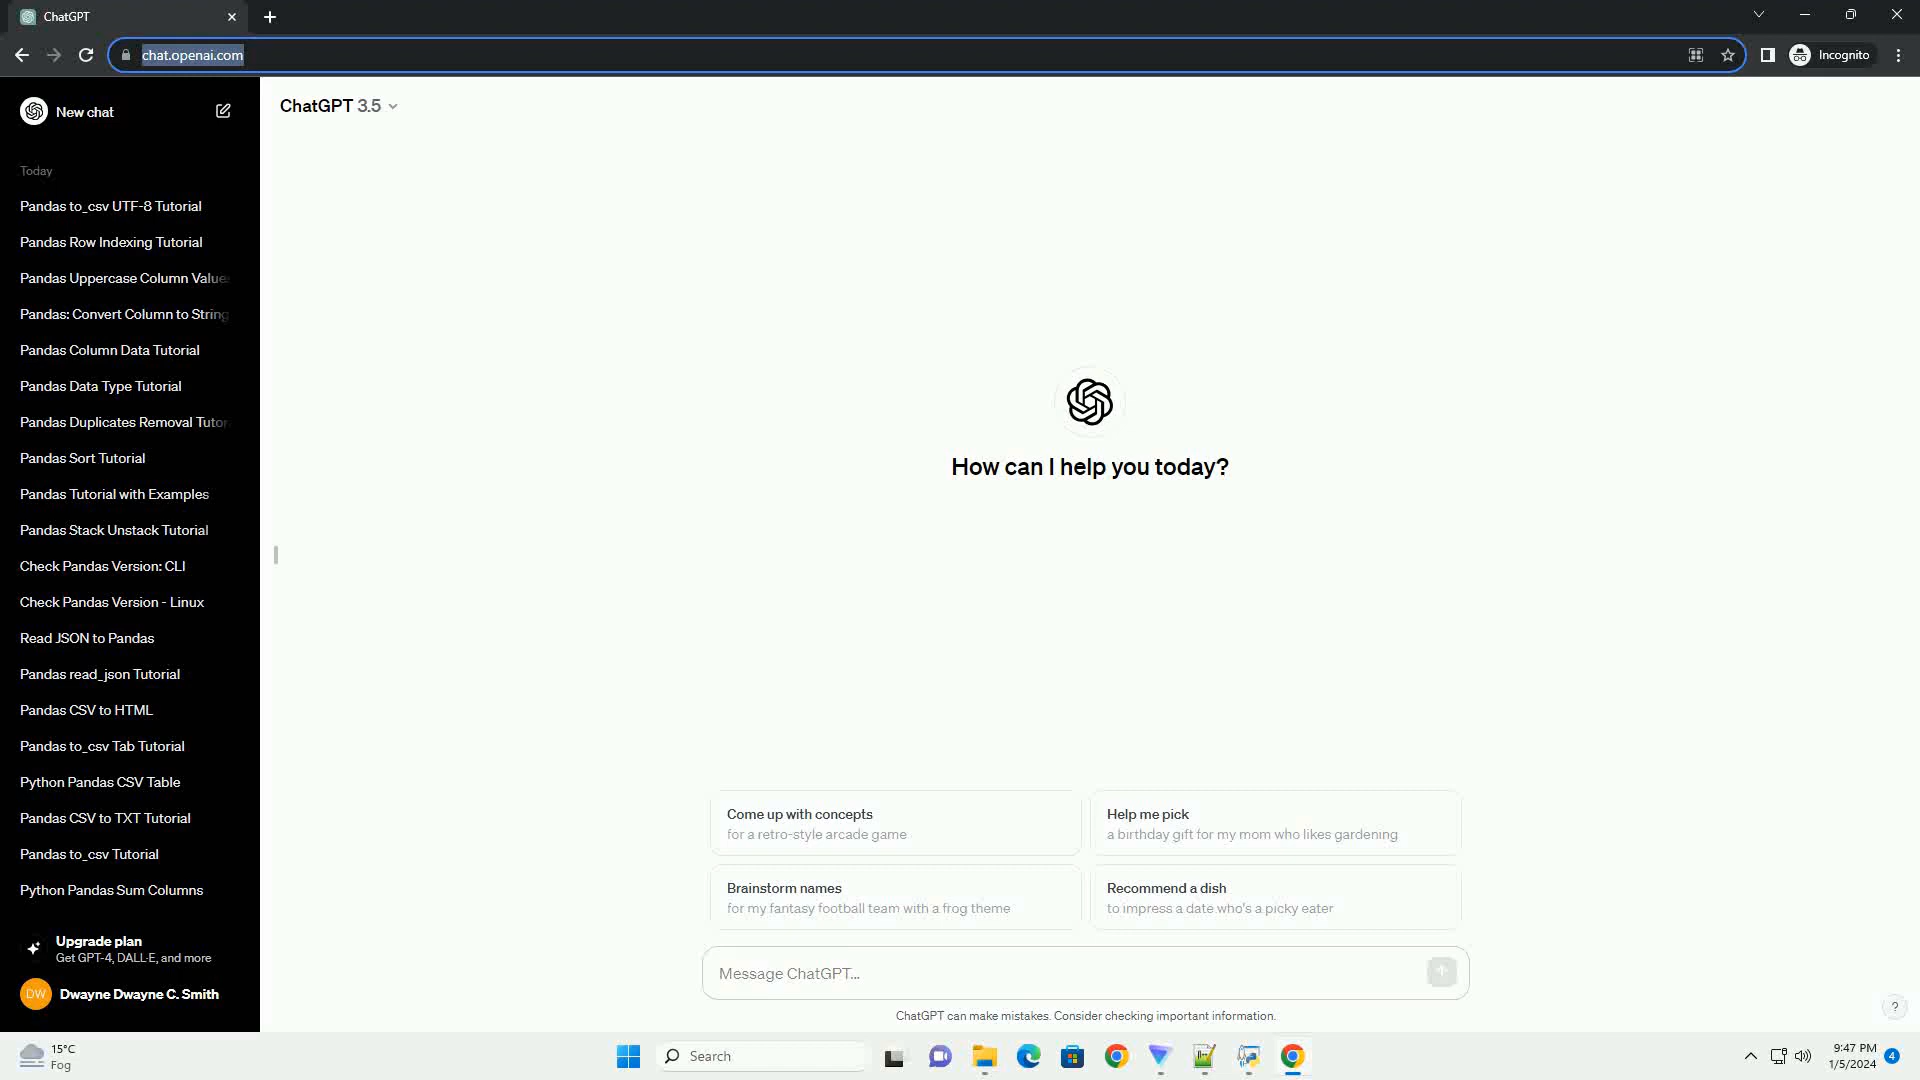 ChatGPT
chat.openai.com
Incognito
New chat
ChatGPT 3.5
Today
Pandas to_csv UTF-8 Tutorial
Pandas Row Indexing Tutorial
Pandas Uppercase Column Value
Pandas: Convert Column to String
Pandas Column Data Tutorial
Pandas Data Type Tutorial
Pandas Duplicates Removal Tutor
Pandas Sort Tutorial
Pandas Tutorial with Examples
Pandas Stack Unstack Tutorial
Check Pandas Version: CLI
Check Pandas Version - Linux
Read JSON to Pandas
Pandas read_json Tutorial
Pandas CSV to HTML
Pandas to_csv Tab Tutorial
Python Pandas CSV Table
Pandas CSV to TXT Tutorial
Pandas to_csv Tutorial
Python Pandas Sum Columns
Upgrade plan
Get GPT-4, DALL·E, and more
DW Dwayne Dwayne C. Smith
How can I help you today?
Come up with concepts
for a retro-style arcade game
Help me pick
a birthday gift for my mom who likes gardening
Brainstorm names
for my fantasy football team with a frog theme
Recommend a dish
to impress a date who's a picky eater
Message ChatGPT...
ChatGPT can make mistakes. Consider checking important information.
?
15°C
Fog
Search
9:47 PM
1/5/2024
4